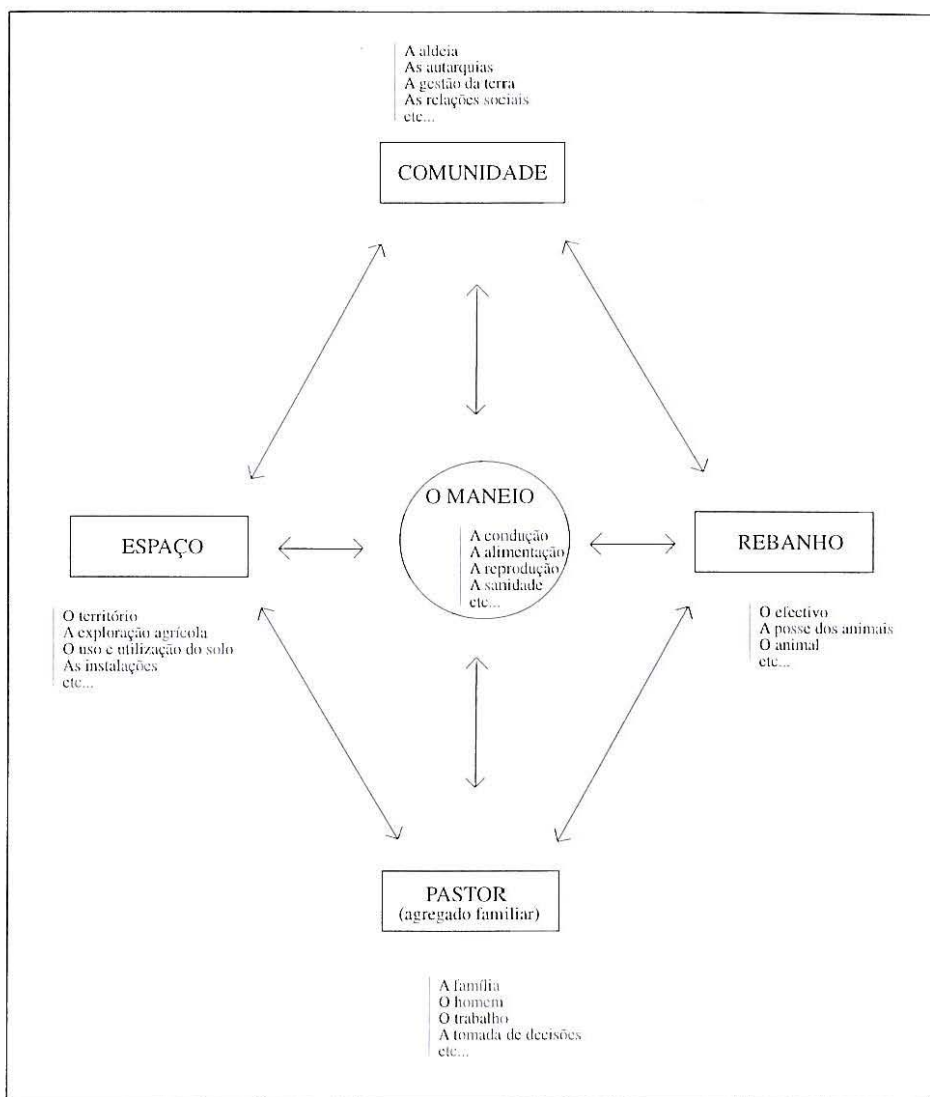 A aldeia
As autarquias
A gestão da terra
As relações sociais
etc...
COMUNIDADE
O MANEIO
A condução
A alimentação
A reprodução
A sanidade
etc...
ESPAÇO
O território
A exploração agrícola
O uso e utilização do solo
As instalações
etc...
REBANHO
O efectivo
A posse dos animais
O animal
etc...
PASTOR
(agregado familiar)
A família
O homem
O trabalho
A tomada de decisões
etc...